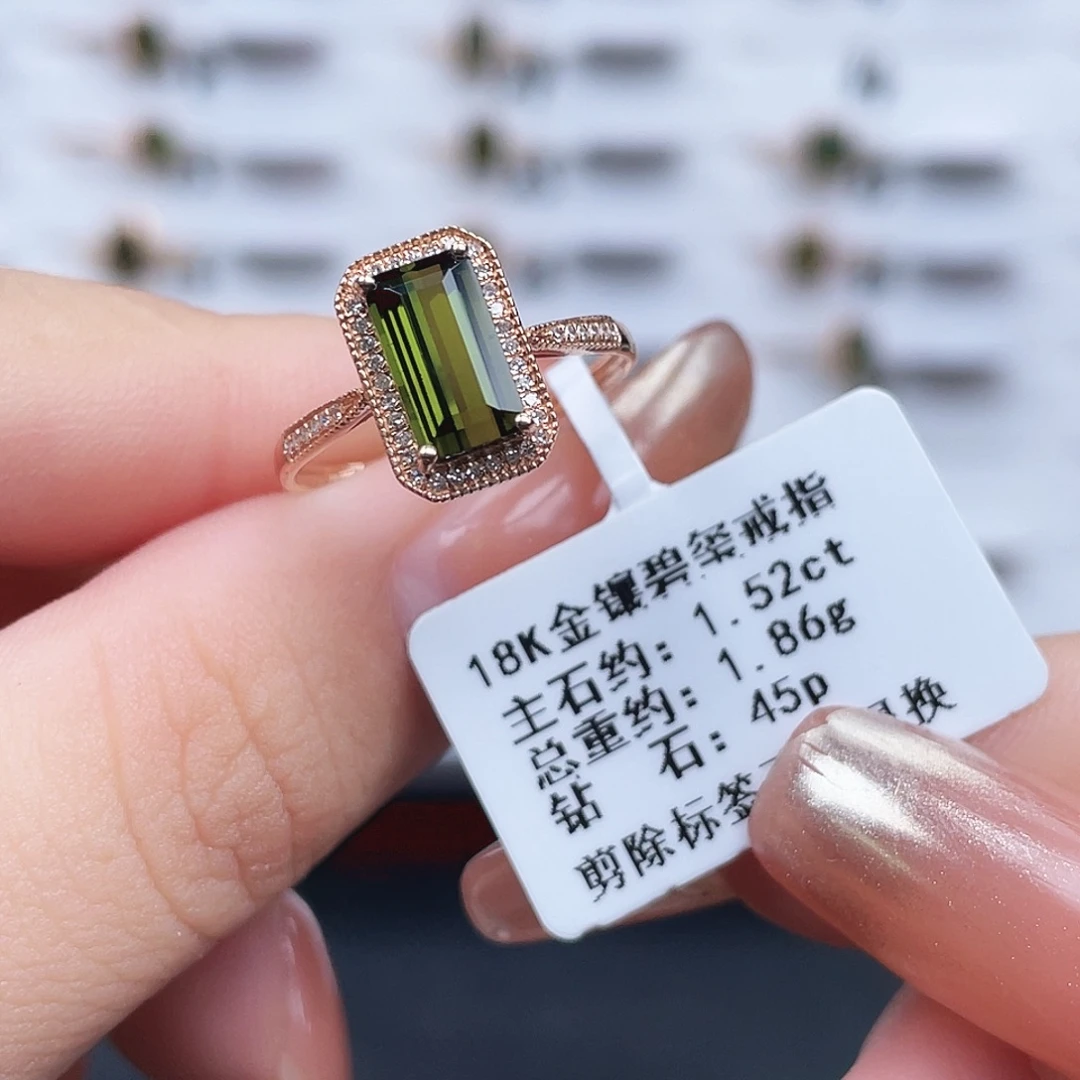 18K金镶碧玺戒指
主石约: 1.52ct
总重约: 1.86g
钻 石: 45p
剪除标签 换